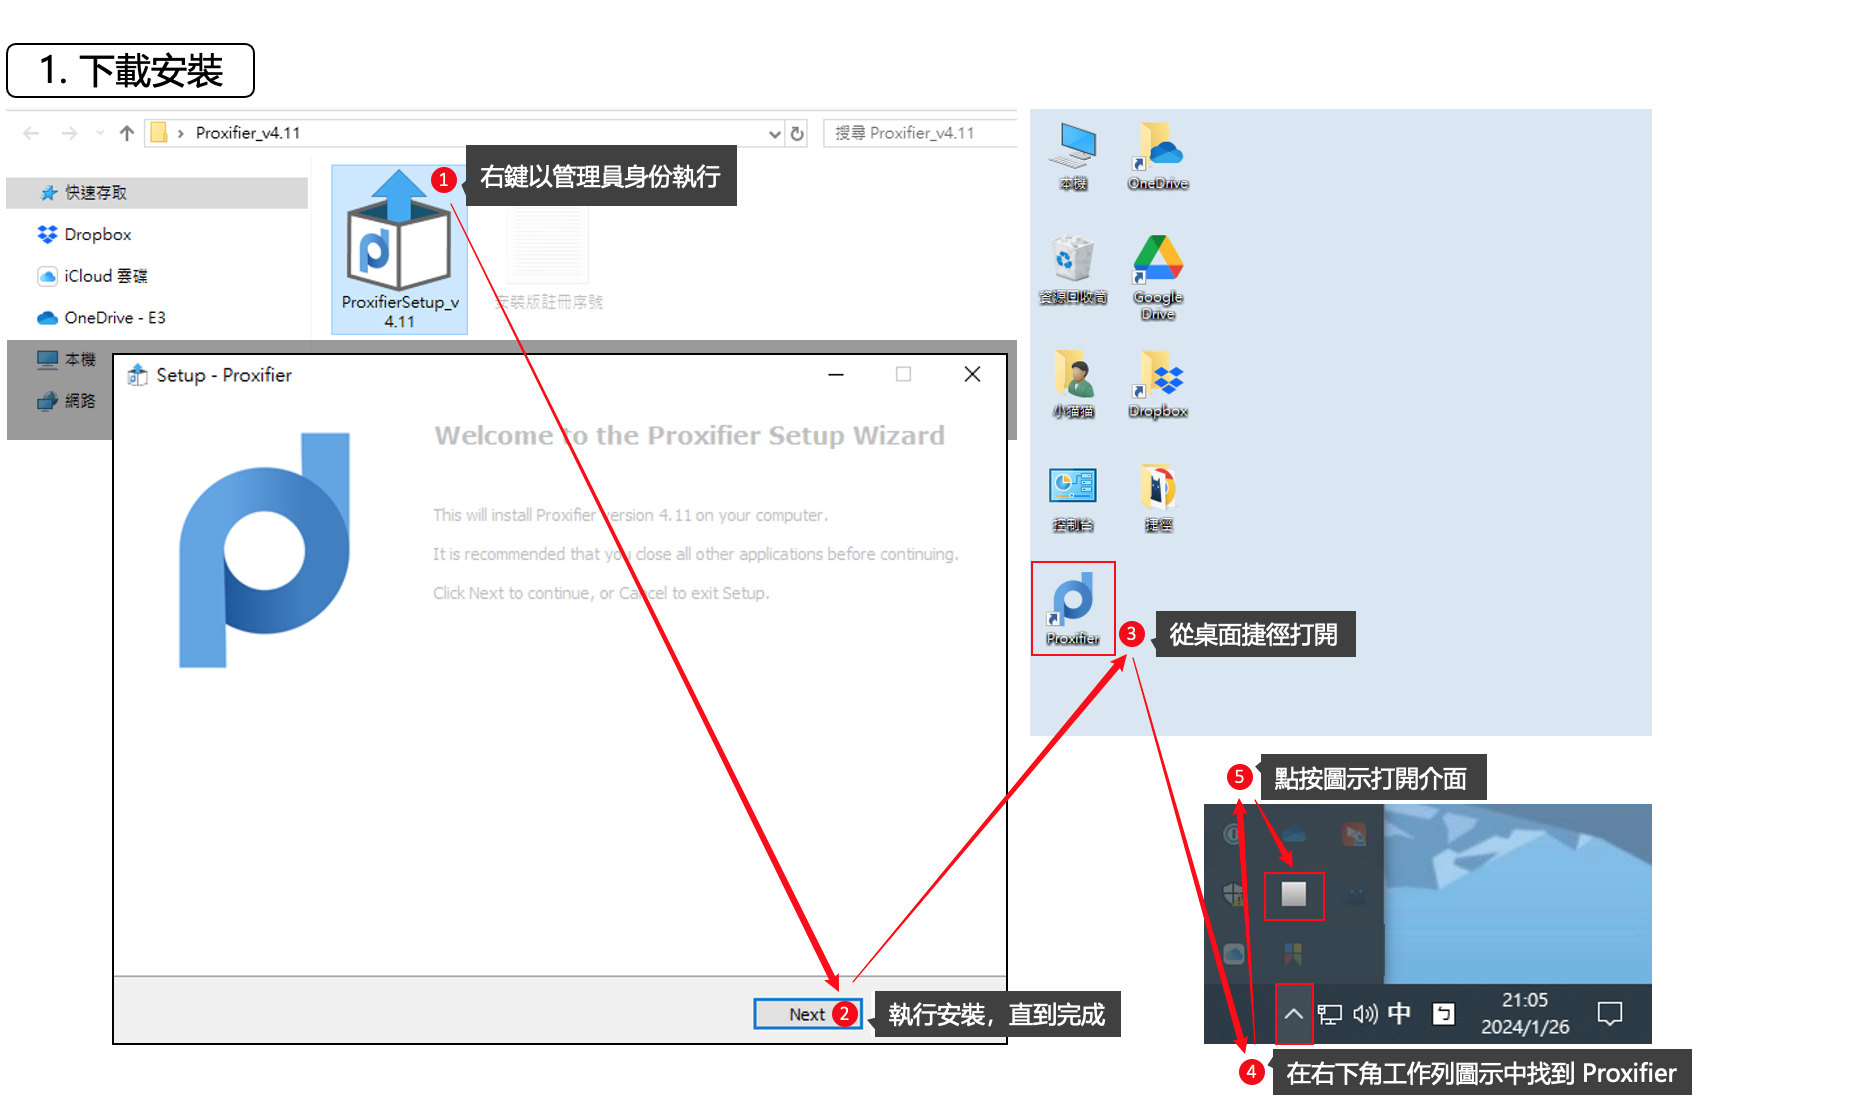 1. 下載安裝
Proxifier_v4.11
搜尋 Proxifier_v4.11
快速存取
Dropbox
iCloud 雲碟
OneDrive - E3
本機
網路
1
右鍵以管理員身份執行
ProxifierSetup_v
4.11
安裝版註冊序號
Setup - Proxifier
Welcome to the Proxifier Setup Wizard
This will install Proxifier version 4.11 on your computer.
It is recommended that you close all other applications before continuing.
Click Next to continue, or Cancel to exit Setup.
Next
2
執行安裝，直到完成
本機
OneDrive
資源回收筒
Google
Drive
小貓貓
Dropbox
控制台
捷徑
Proxifier
3
從桌面捷徑打開
5
點按圖示打開介面
中
ㄅ
21:05
2024/1/26
4
在右下角工作列圖示中找到 Proxifier